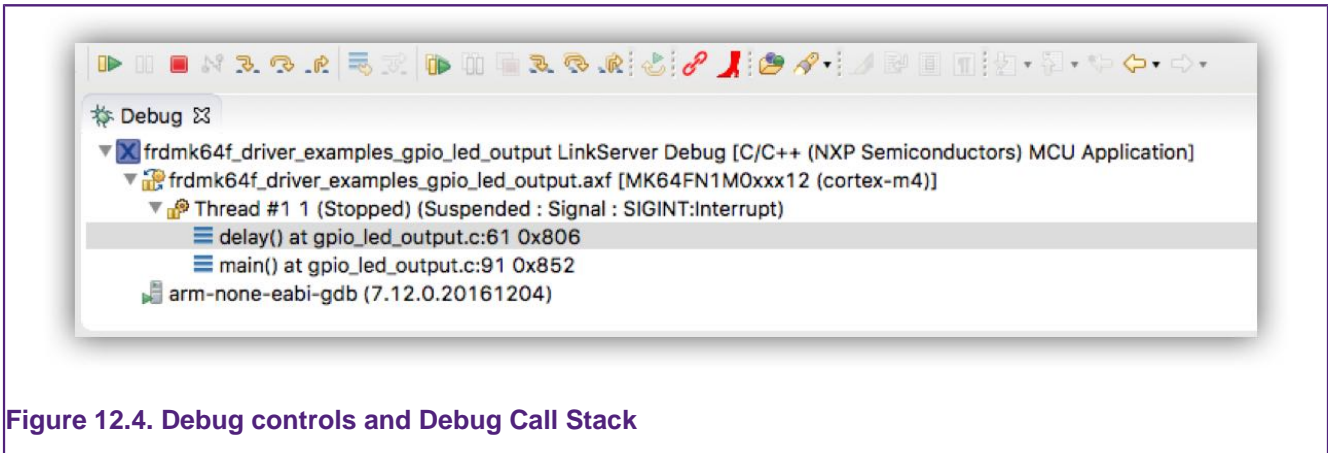 Debug
frdmk64f_driver_examples_gpio_led_output LinkServer Debug [C/C++ (NXP Semiconductors) MCU Application]
frdmk64f_driver_examples_gpio_led_output.axf [MK64FN1M0xxx12 (cortex-m4)]
Thread #1 1 (Stopped) (Suspended : Signal : SIGINT:Interrupt)
delay() at gpio_led_output.c:61 0x806
main() at gpio_led_output.c:91 0x852
arm-none-eabi-gdb (7.12.0.20161204)
Figure 12.4. Debug controls and Debug Call Stack